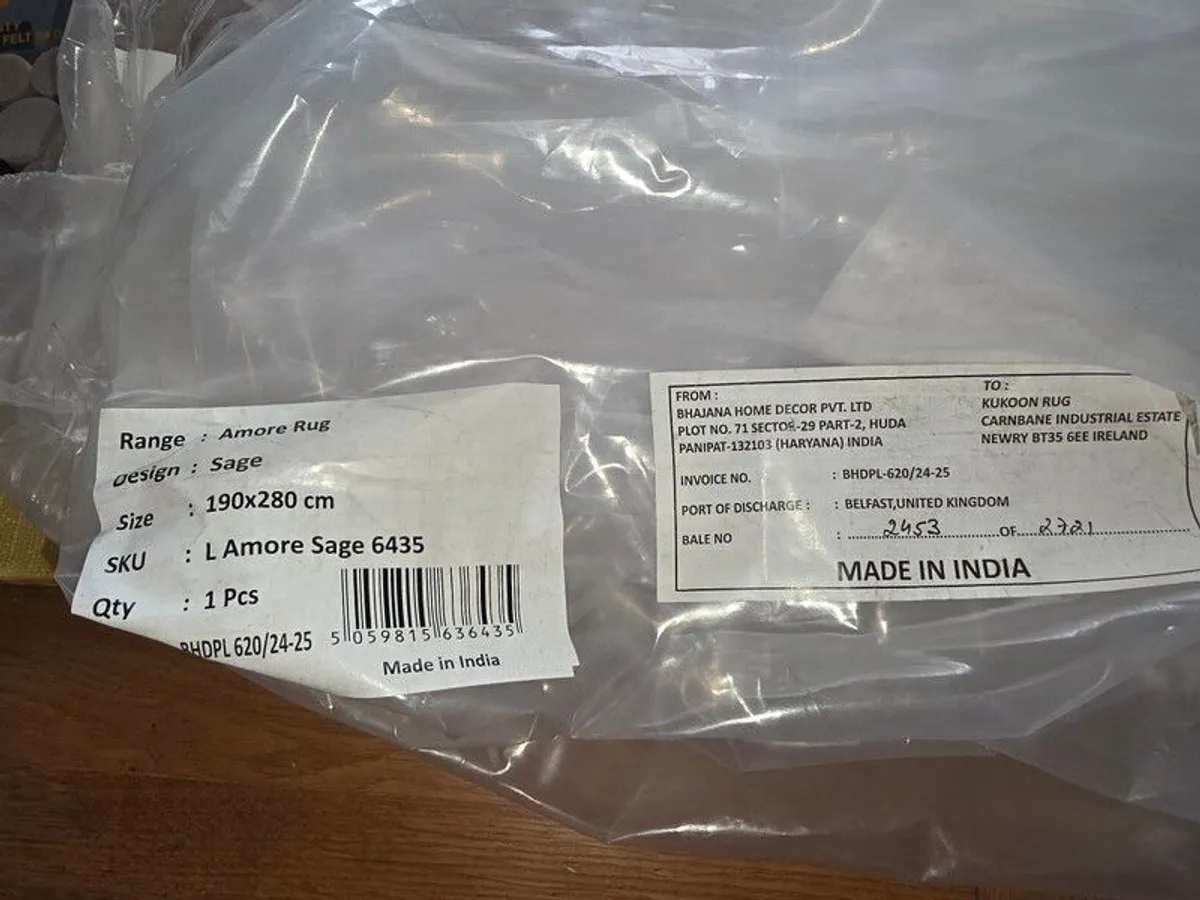 FELT
Range : Amore Rug
Design : Sage
Size : 190x280 cm
SKU : L Amore Sage 6435
Qty : 1 Pcs
BHDPL 620/24-25
5 059815 636435
Made in India
FROM :
BHAJANA HOME DECOR PVT. LTD
PLOT NO. 71 SECTOR-29 PART-2, HUDA
PANIPAT-132103 (HARYANA) INDIA
TO :
KUKOON RUG
CARNBANE INDUSTRIAL ESTATE
NEWRY BT35 6EE IRELAND
INVOICE NO. : BHDPL-620/24-25
PORT OF DISCHARGE : : BELFAST,UNITED KINGDOM
BALE NO : 2453 OF 2721
MADE IN INDIA